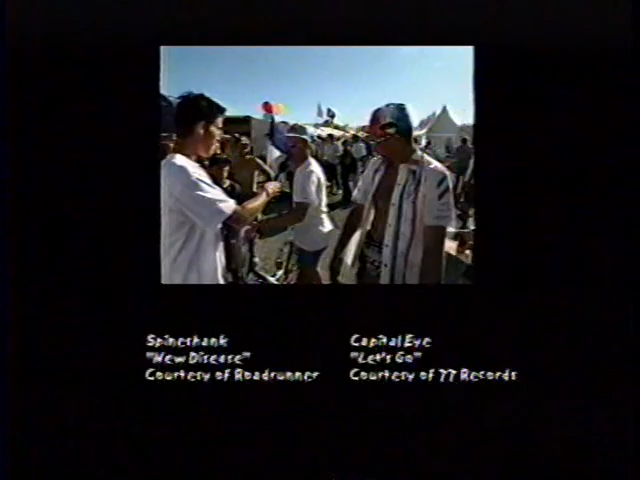 Spineshank
"New Disease"
Courtesy of Roadrunner
Capital Eye
"Let's Go"
Courtesy of 77 Records